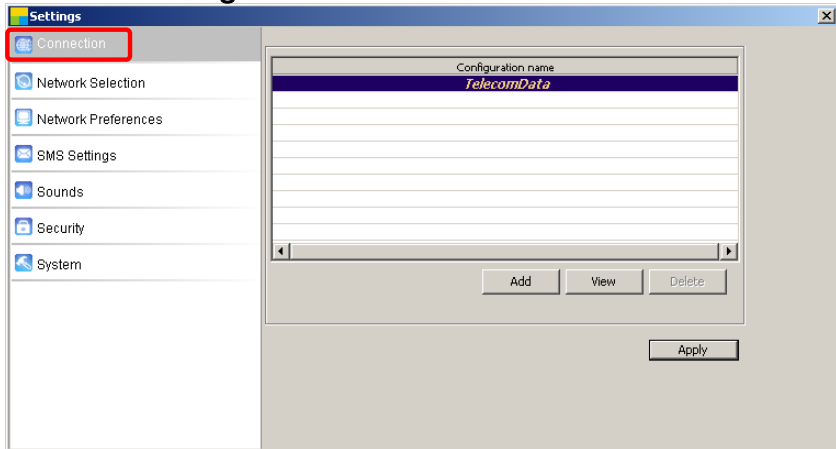 Settings
Connection
Network Selection
Network Preferences
SMS Settings
Sounds
Security
System
Configuration name
TelecomData
Add View Delete
Apply